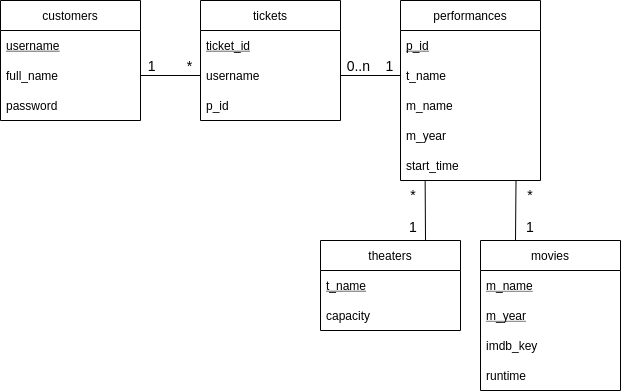 customers
username
full_name
password
1
*
tickets
ticket_id
username
p_id
0..n
1
performances
p_id
t_name
m_name
m_year
start_time
*
1
*
1
theaters
t_name
capacity
movies
m_name
m_year
imdb_key
runtime